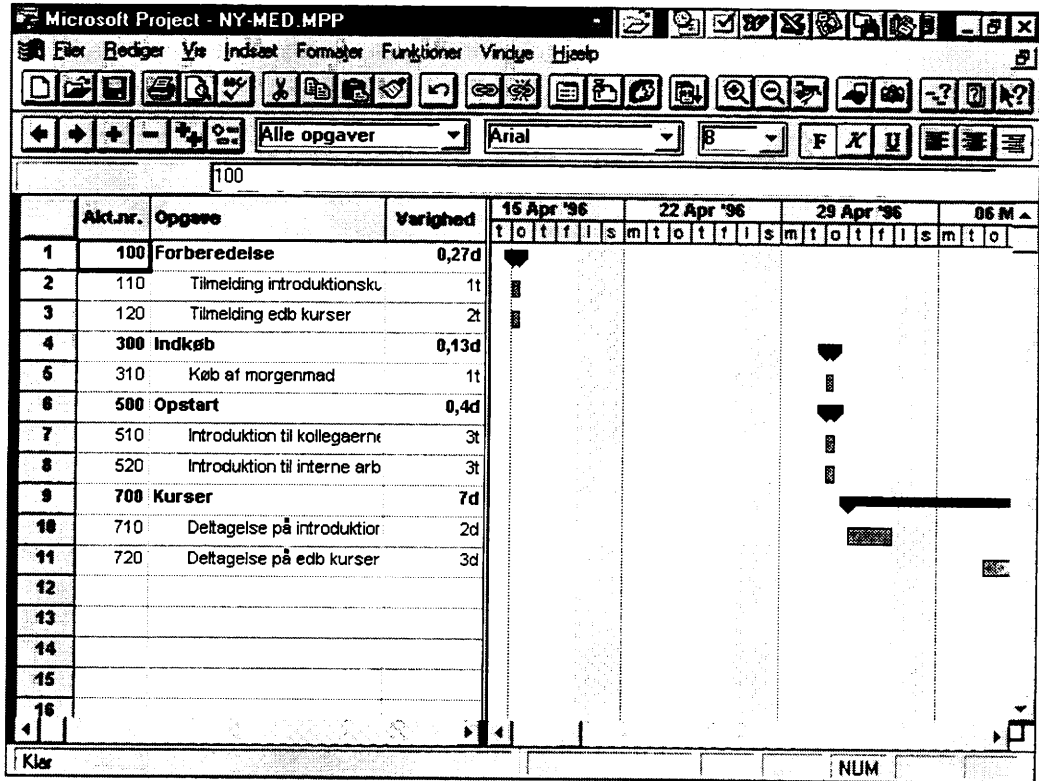 Microsoft Project - NY-MED.MPP
Filer Rediger Vis Indsæt Formater Funktioner Vindue Hjælp
Alle opgaver Arial 8 F K U
100
Akt.nr. Opgave Varighed 15 Apr '96 22 Apr '96 29 Apr '96 06 M
t o t f l s m t o t f l s m t o t f l s m t o
1 100 Forberedelse 0,27d
2 110 Tilmelding introduktionsku 1t
3 120 Tilmelding edb kurser 2t
4 300 Indkøb 0,13d
5 310 Køb af morgenmad 1t
6 500 Opstart 0,4d
7 510 Introduktion til kollegaerne 3t
8 520 Introduktion til interne arb 3t
9 700 Kurser 7d
10 710 Deltagelse på introduktior 2d
11 720 Deltagelse på edb kurser 3d
12
13
14
15
16
Klar NUM